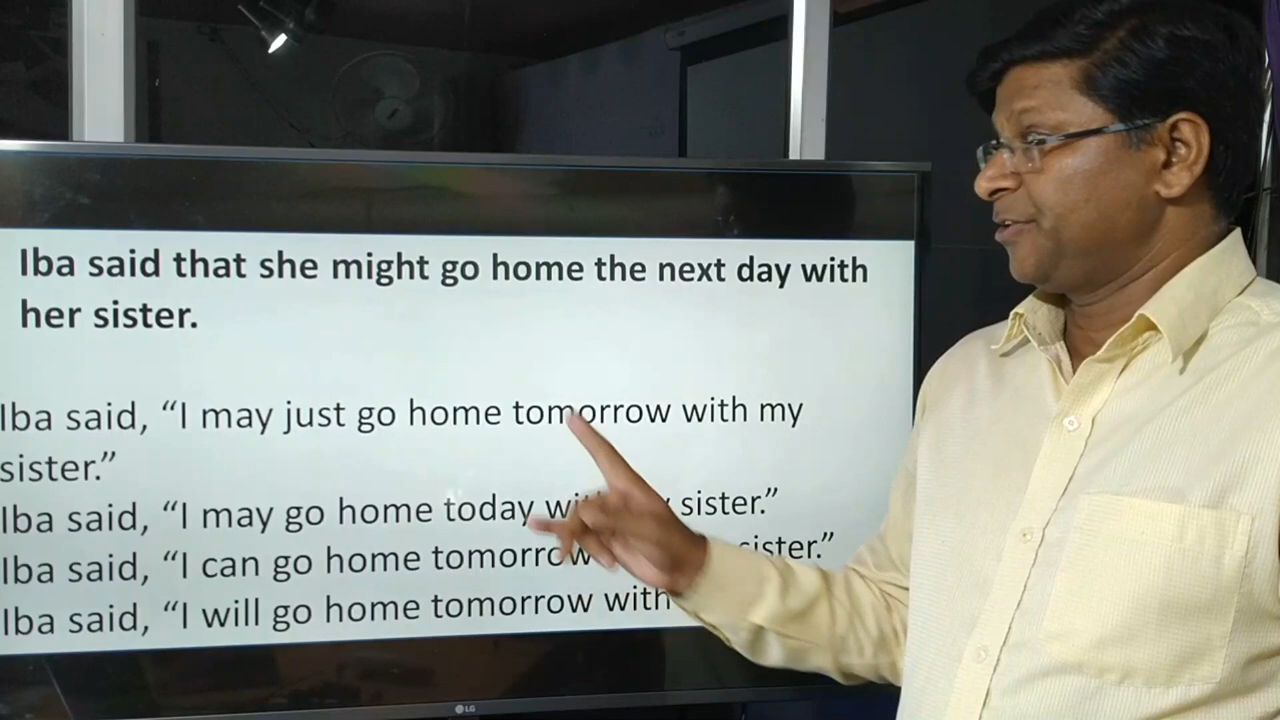 Iba said that she might go home the next day with
her sister.
Iba said, “I may just go home tomorrow with my
sister.”
Iba said, “I may go home today sister.”
Iba said, “I can go home tomorrow sister.”
Iba said, “I will go home tomorrow with
LG